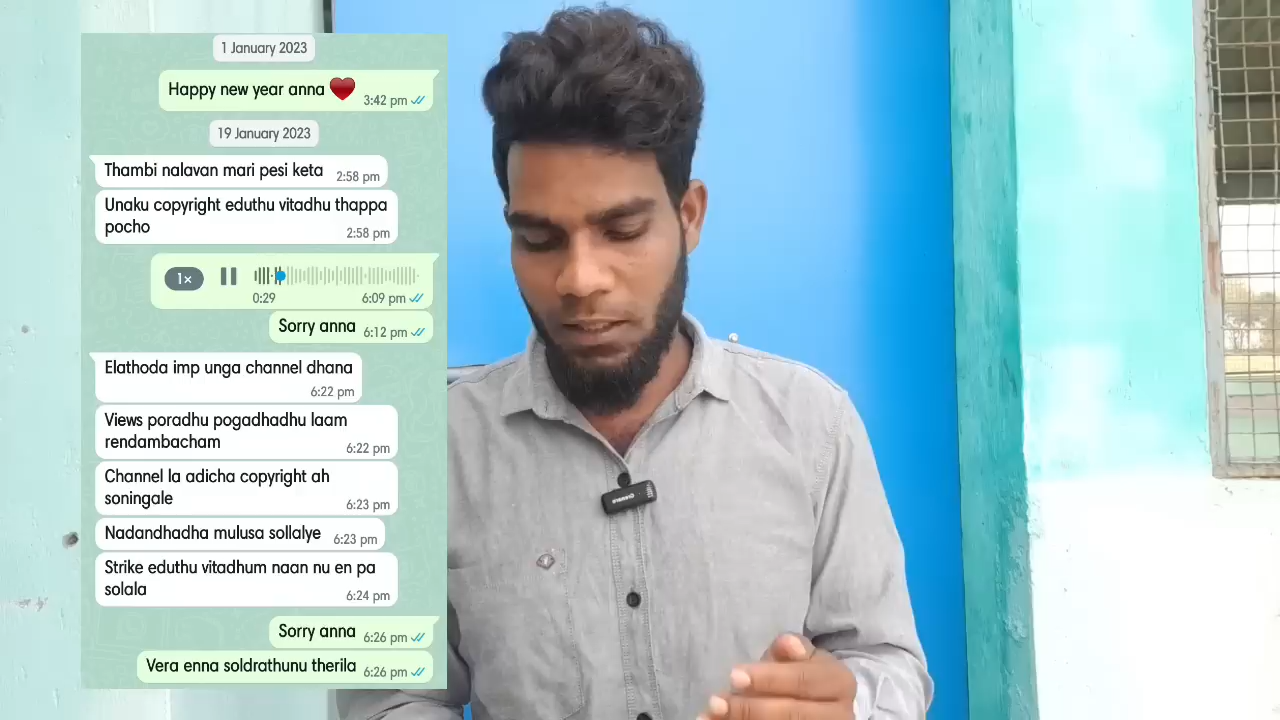 1 January 2023
Happy new year anna ❤️ 3:42 pm
19 January 2023
Thambi nalavan mari pesi keta 2:58 pm
Unaku copyright eduthu vitadhu thappa
pocho 2:58 pm
1×
0:29 6:09 pm
Sorry anna 6:12 pm
Elathoda imp unga channel dhana
6:22 pm
Views poradhu pogadhadhu laam
rendambacham 6:22 pm
Channel la adicha copyright ah
soningale 6:23 pm
Nadandhadha mulusa sollalye 6:23 pm
Strike eduthu vitadhum naan nu en pa
solala 6:24 pm
Sorry anna 6:26 pm
Vera enna soldrathunu therila 6:26 pm